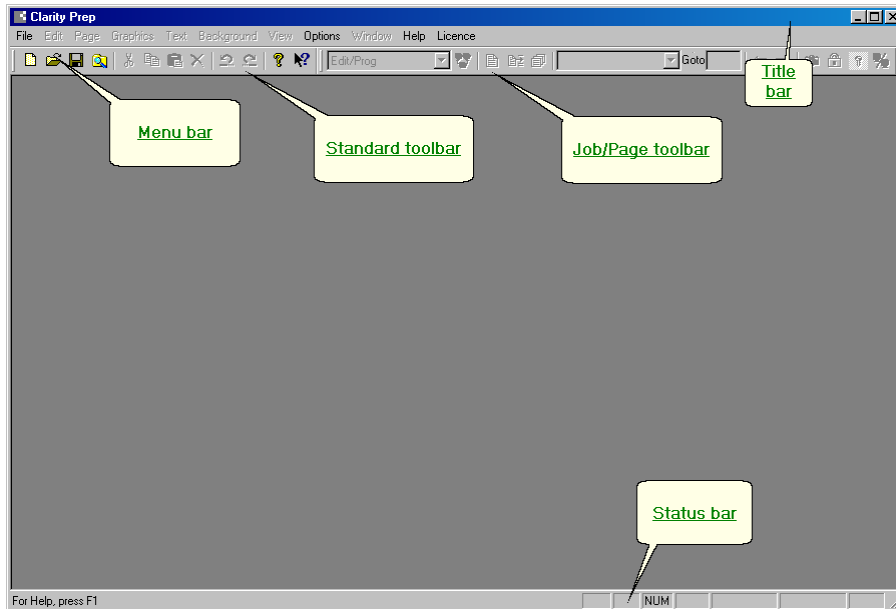 Clarity Prep
File Edit Page Graphics Text Background View Options Window Help Licence
Edit/Prog Goto
Title
bar
Menu bar
Standard toolbar
Job/Page toolbar
Status bar
For Help, press F1 NUM